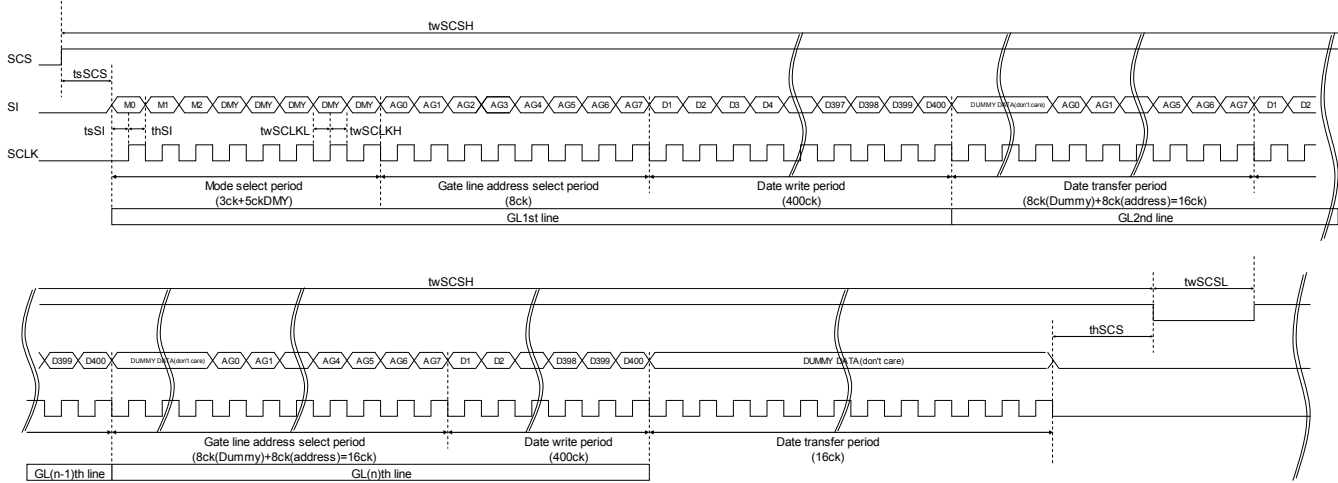 twSCSH
SCS
tsSCS
SI M0 M1 M2 DMY DMY DMY DMY DMY AG0 AG1 AG2 AG3 AG4 AG5 AG6 AG7 D1 D2 D3 D4 D397 D398 D399 D400 DUMMY DATA(don't care) AG0 AG1 AG5 AG6 AG7 D1 D2
tsSI thSI twSCLKL twSCLKH
SCLK
Mode select period Gate line address select period Date write period Date transfer period
(3ck+5ckDMY) (8ck) (400ck) (8ck(Dummy)+8ck(address)=16ck)
GL1st line GL2nd line
twSCSH twSCSL
thSCS
D399 D400 DUMMY DATA(don't care) AG0 AG1 AG4 AG5 AG6 AG7 D1 D2 D398 D399 D400 DUMMY DATA(don't care)
Gate line address select period Date write period Date transfer period
(8ck(Dummy)+8ck(address)=16ck) (400ck) (16ck)
GL(n-1)th line GL(n)th line